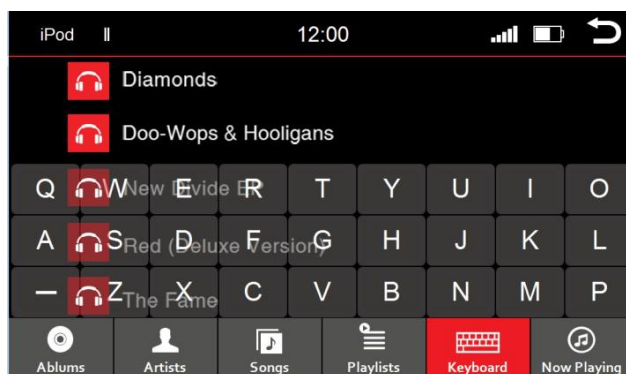 iPod II 12:00
Diamonds
Doo-Wops & Hooligans
New Divide EP
Q W E R T Y U I O
Red (Deluxe Version)
A S D F G H J K L
The Fame
— Z X C V B N M P
Ablums Artists Songs Playlists Keyboard Now Playing